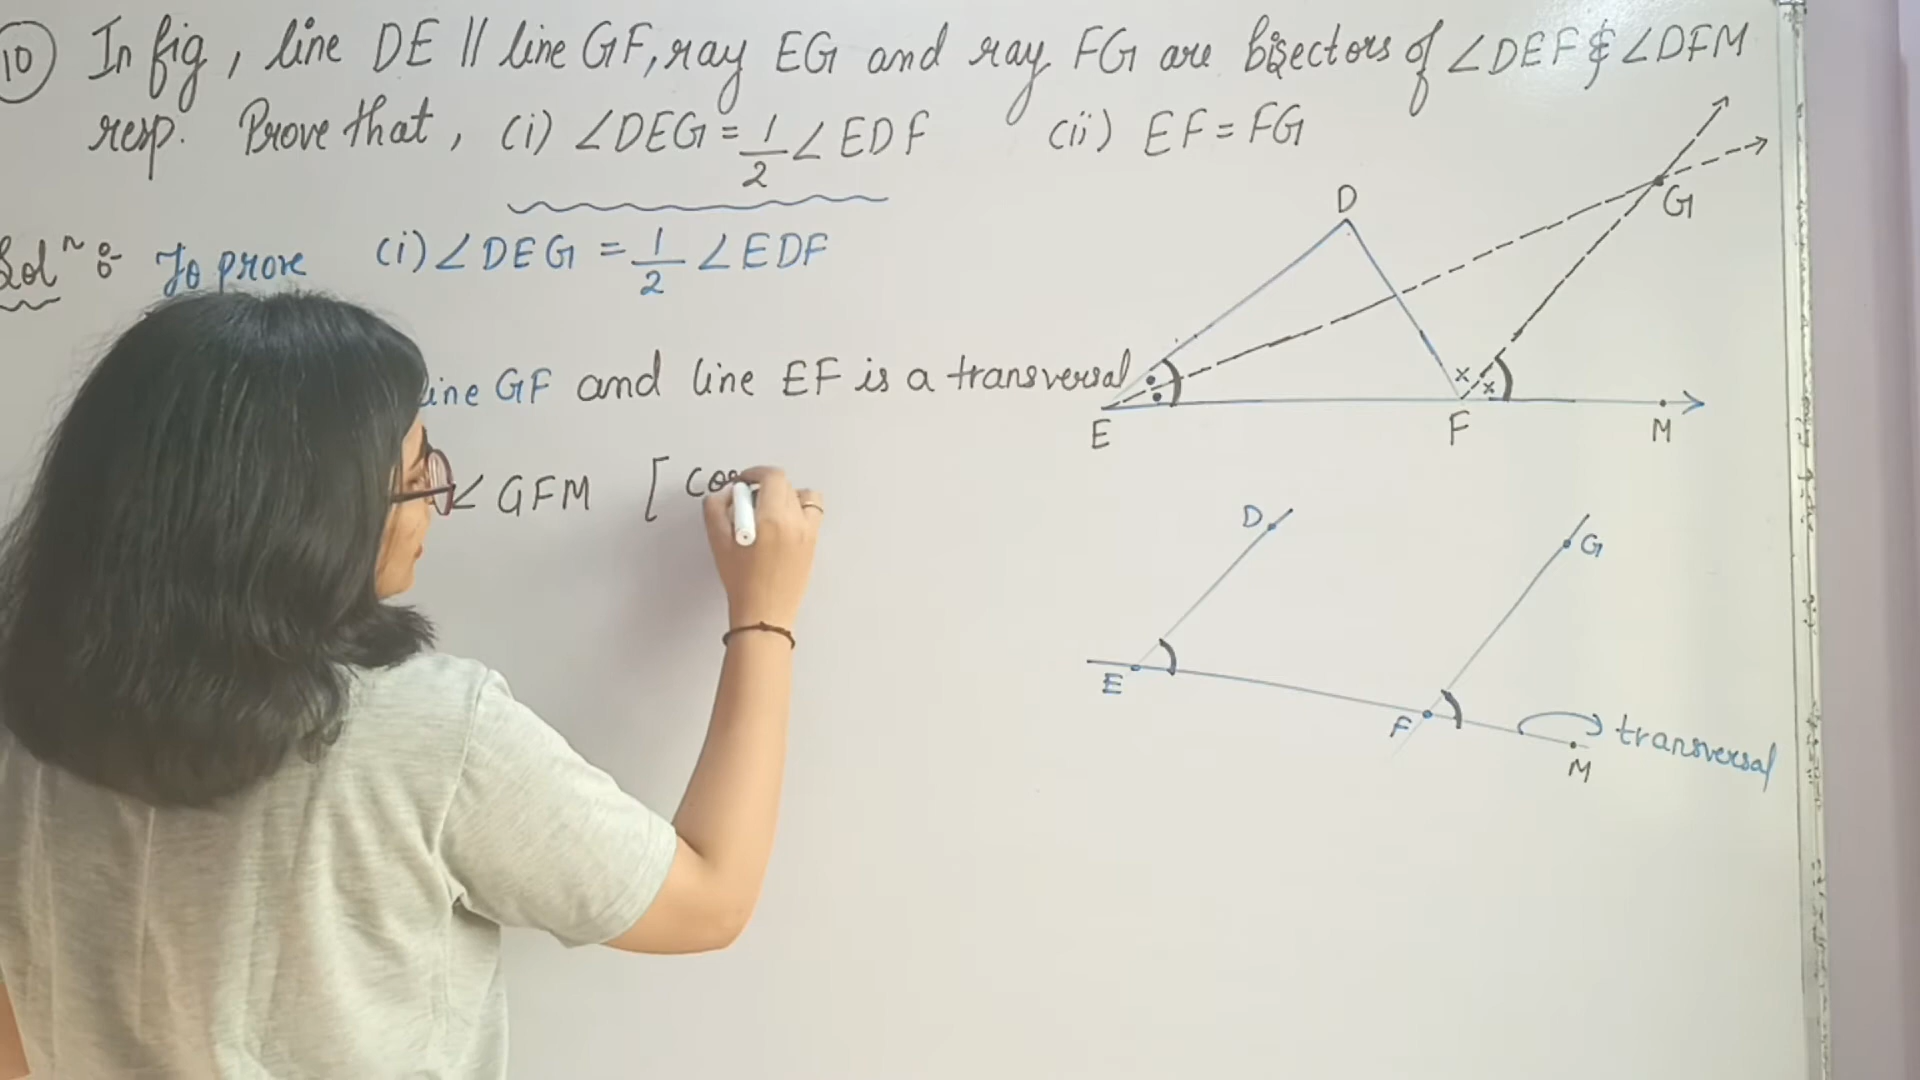 10 In fig, line DE || line GF, ray EG and ray FG are bisectors of ∠DEF & ∠DFM
resp. Prove that, (i) ∠DEG = 1/2 ∠EDF (ii) EF = FG
Solⁿ :- To prove (i) ∠DEG = 1/2 ∠EDF
line GF and line EF is a transversal
∠GFM [ co
D
G
E
F
M
D
G
E
F
M
transversal